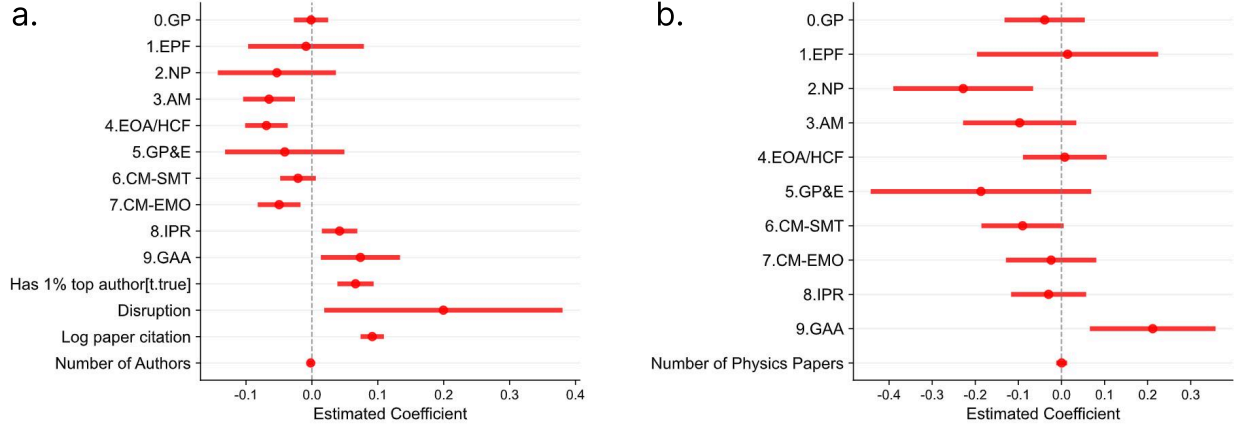 a.
0.GP
1.EPF
2.NP
3.AM
4.EOA/HCF
5.GP&E
6.CM-SMT
7.CM-EMO
8.IPR
9.GAA
Has 1% top author[t.true]
Disruption
Log paper citation
Number of Authors
-0.1 0.0 0.1 0.2 0.3 0.4
Estimated Coefficient
b.
0.GP
1.EPF
2.NP
3.AM
4.EOA/HCF
5.GP&E
6.CM-SMT
7.CM-EMO
8.IPR
9.GAA
Number of Physics Papers
-0.4 -0.3 -0.2 -0.1 0.0 0.1 0.2 0.3
Estimated Coefficient